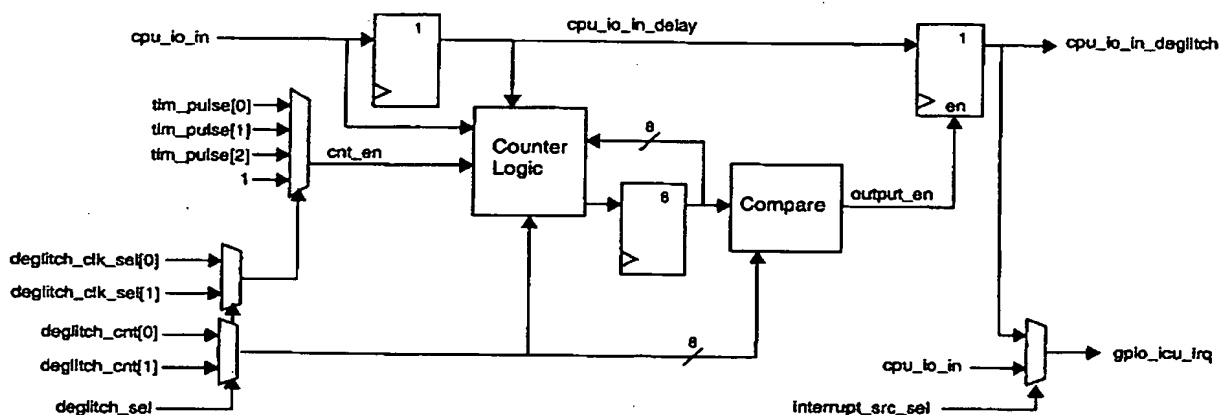 cpu_io_in
1
cpu_io_in_delay
1
en
cpu_io_in_deglitch
tim_pulse[0]
tim_pulse[1]
tim_pulse[2]
1
cnt_en
Counter
Logic
8
8
Compare
output_en
deglitch_clk_sel[0]
deglitch_clk_sel[1]
deglitch_cnt[0]
deglitch_cnt[1]
deglitch_sel
8
cpu_io_in
gpio_icu_irq
interrupt_src_sel